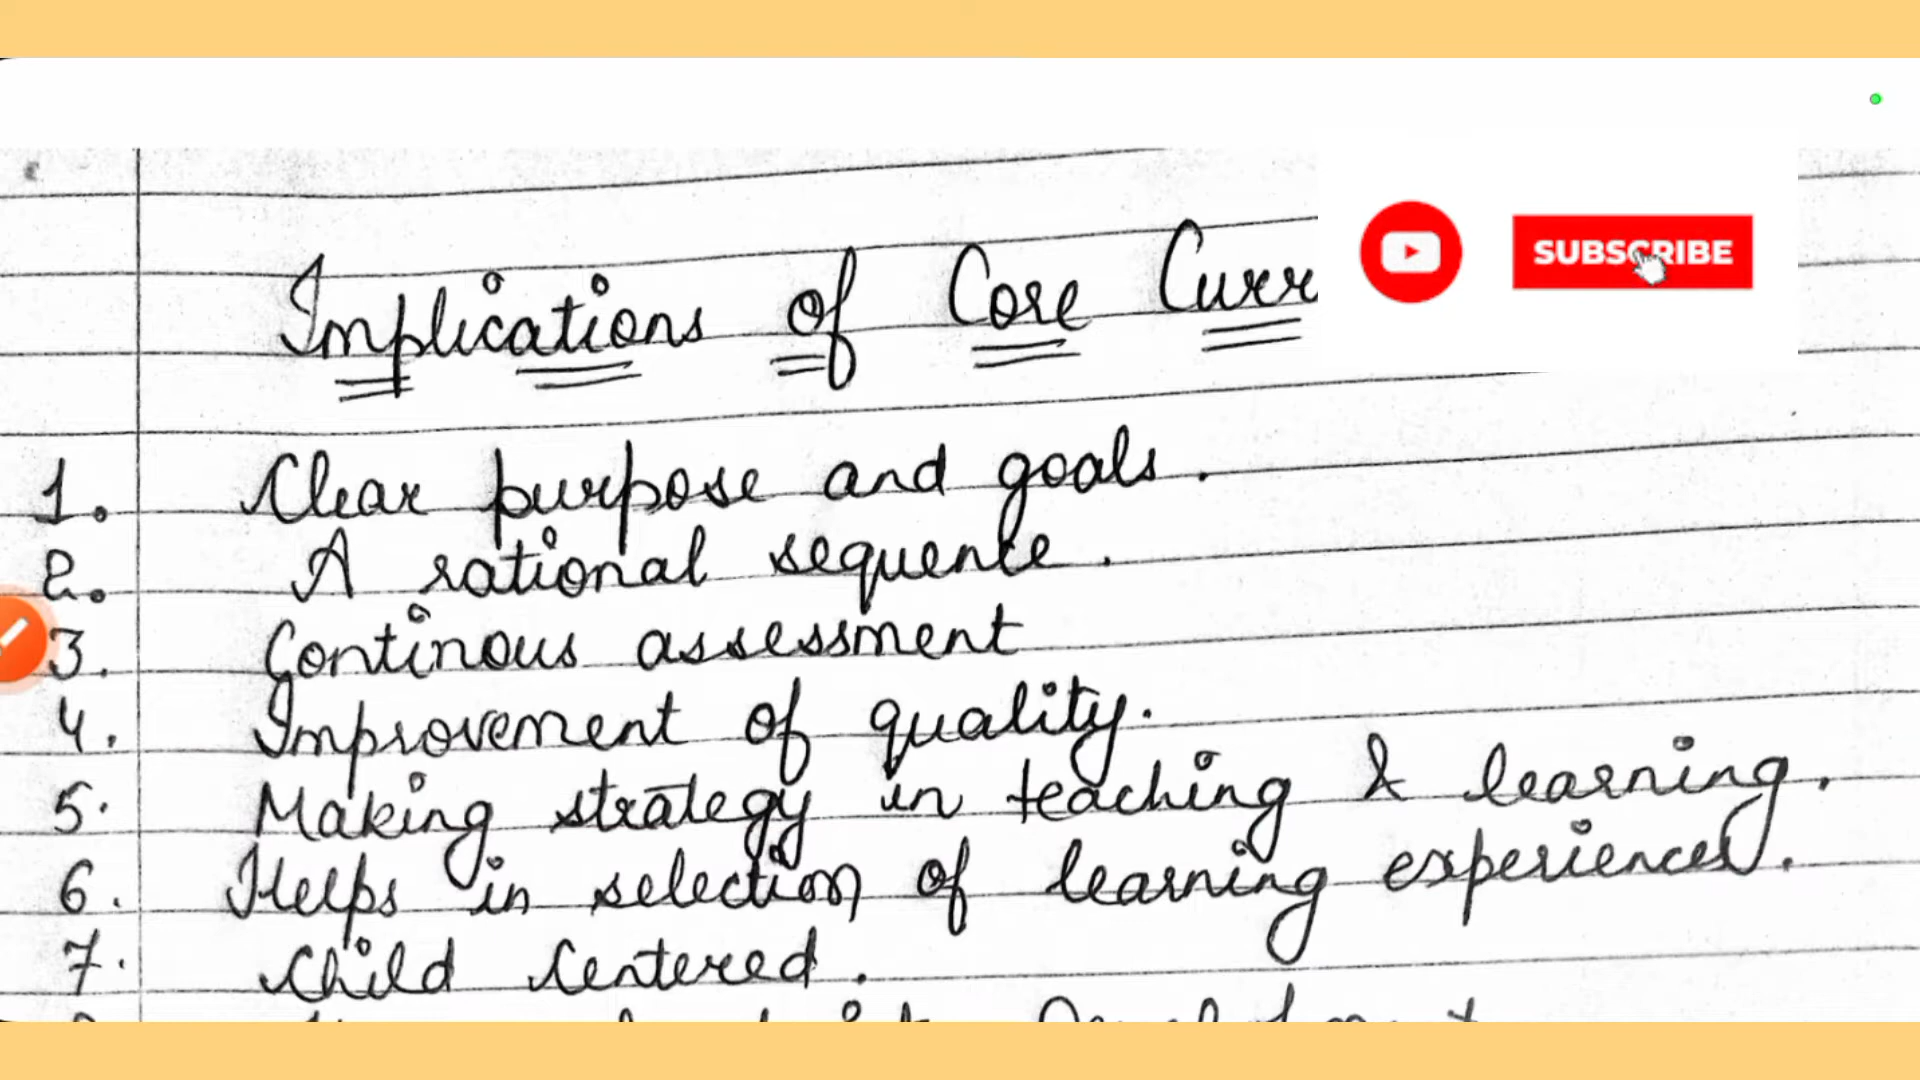 Implications of Core Curr
SUBSCRIBE
1. Clear purpose and goals.
2. A rational sequence.
3. Continous assessment
4. Improvement of quality.
5. Making strategy in teaching & learning.
6. Helps in selection of learning experiences.
7. Child Centered.